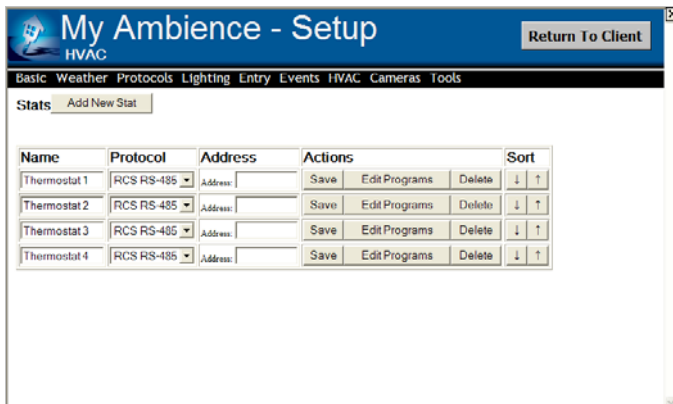 My Ambience - Setup
HVAC
Return To Client
Basic Weather Protocols Lighting Entry Events HVAC Cameras Tools
Stats Add New Stat
Name Protocol Address Actions Sort
Thermostat 1 RCS RS-485 Address: Save Edit Programs Delete ↓ ↑
Thermostat 2 RCS RS-485 Address: Save Edit Programs Delete ↓ ↑
Thermostat 3 RCS RS-485 Address: Save Edit Programs Delete ↓ ↑
Thermostat 4 RCS RS-485 Address: Save Edit Programs Delete ↓ ↑